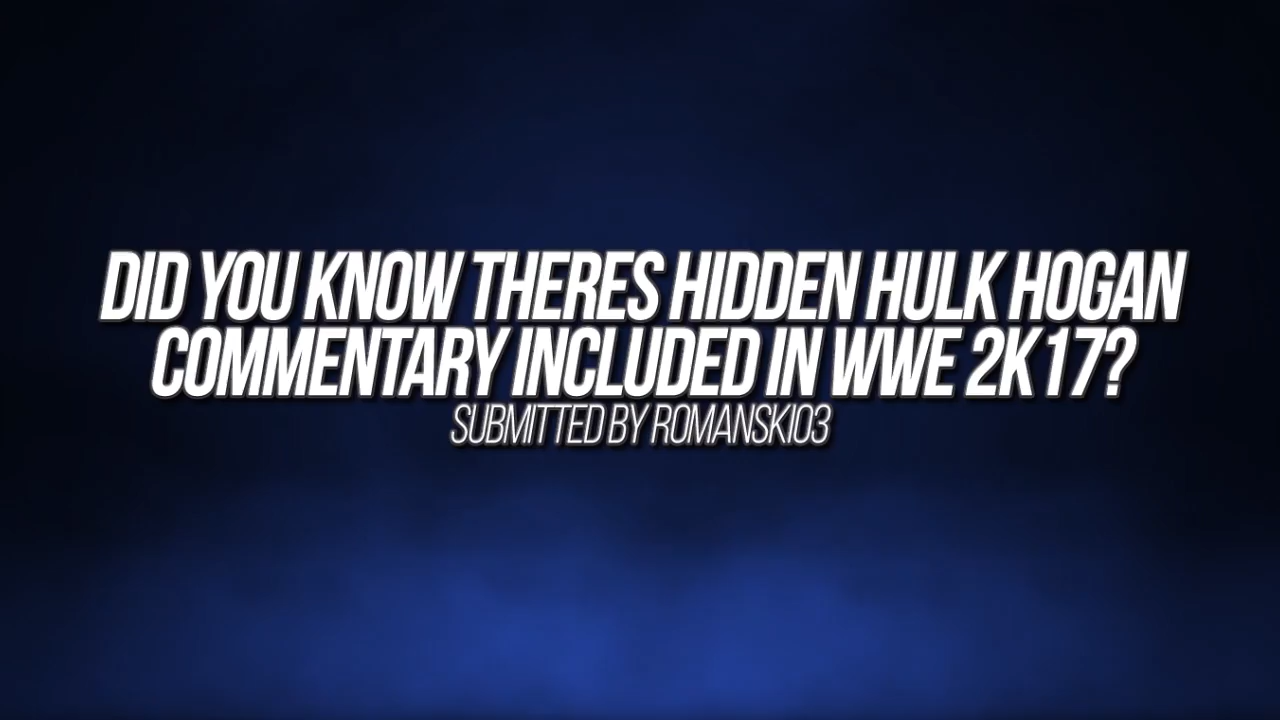 DID YOU KNOW THERES HIDDEN HULK HOGAN
COMMENTARY INCLUDED IN WWE 2K17?
SUBMITTED BY ROMANSKI03